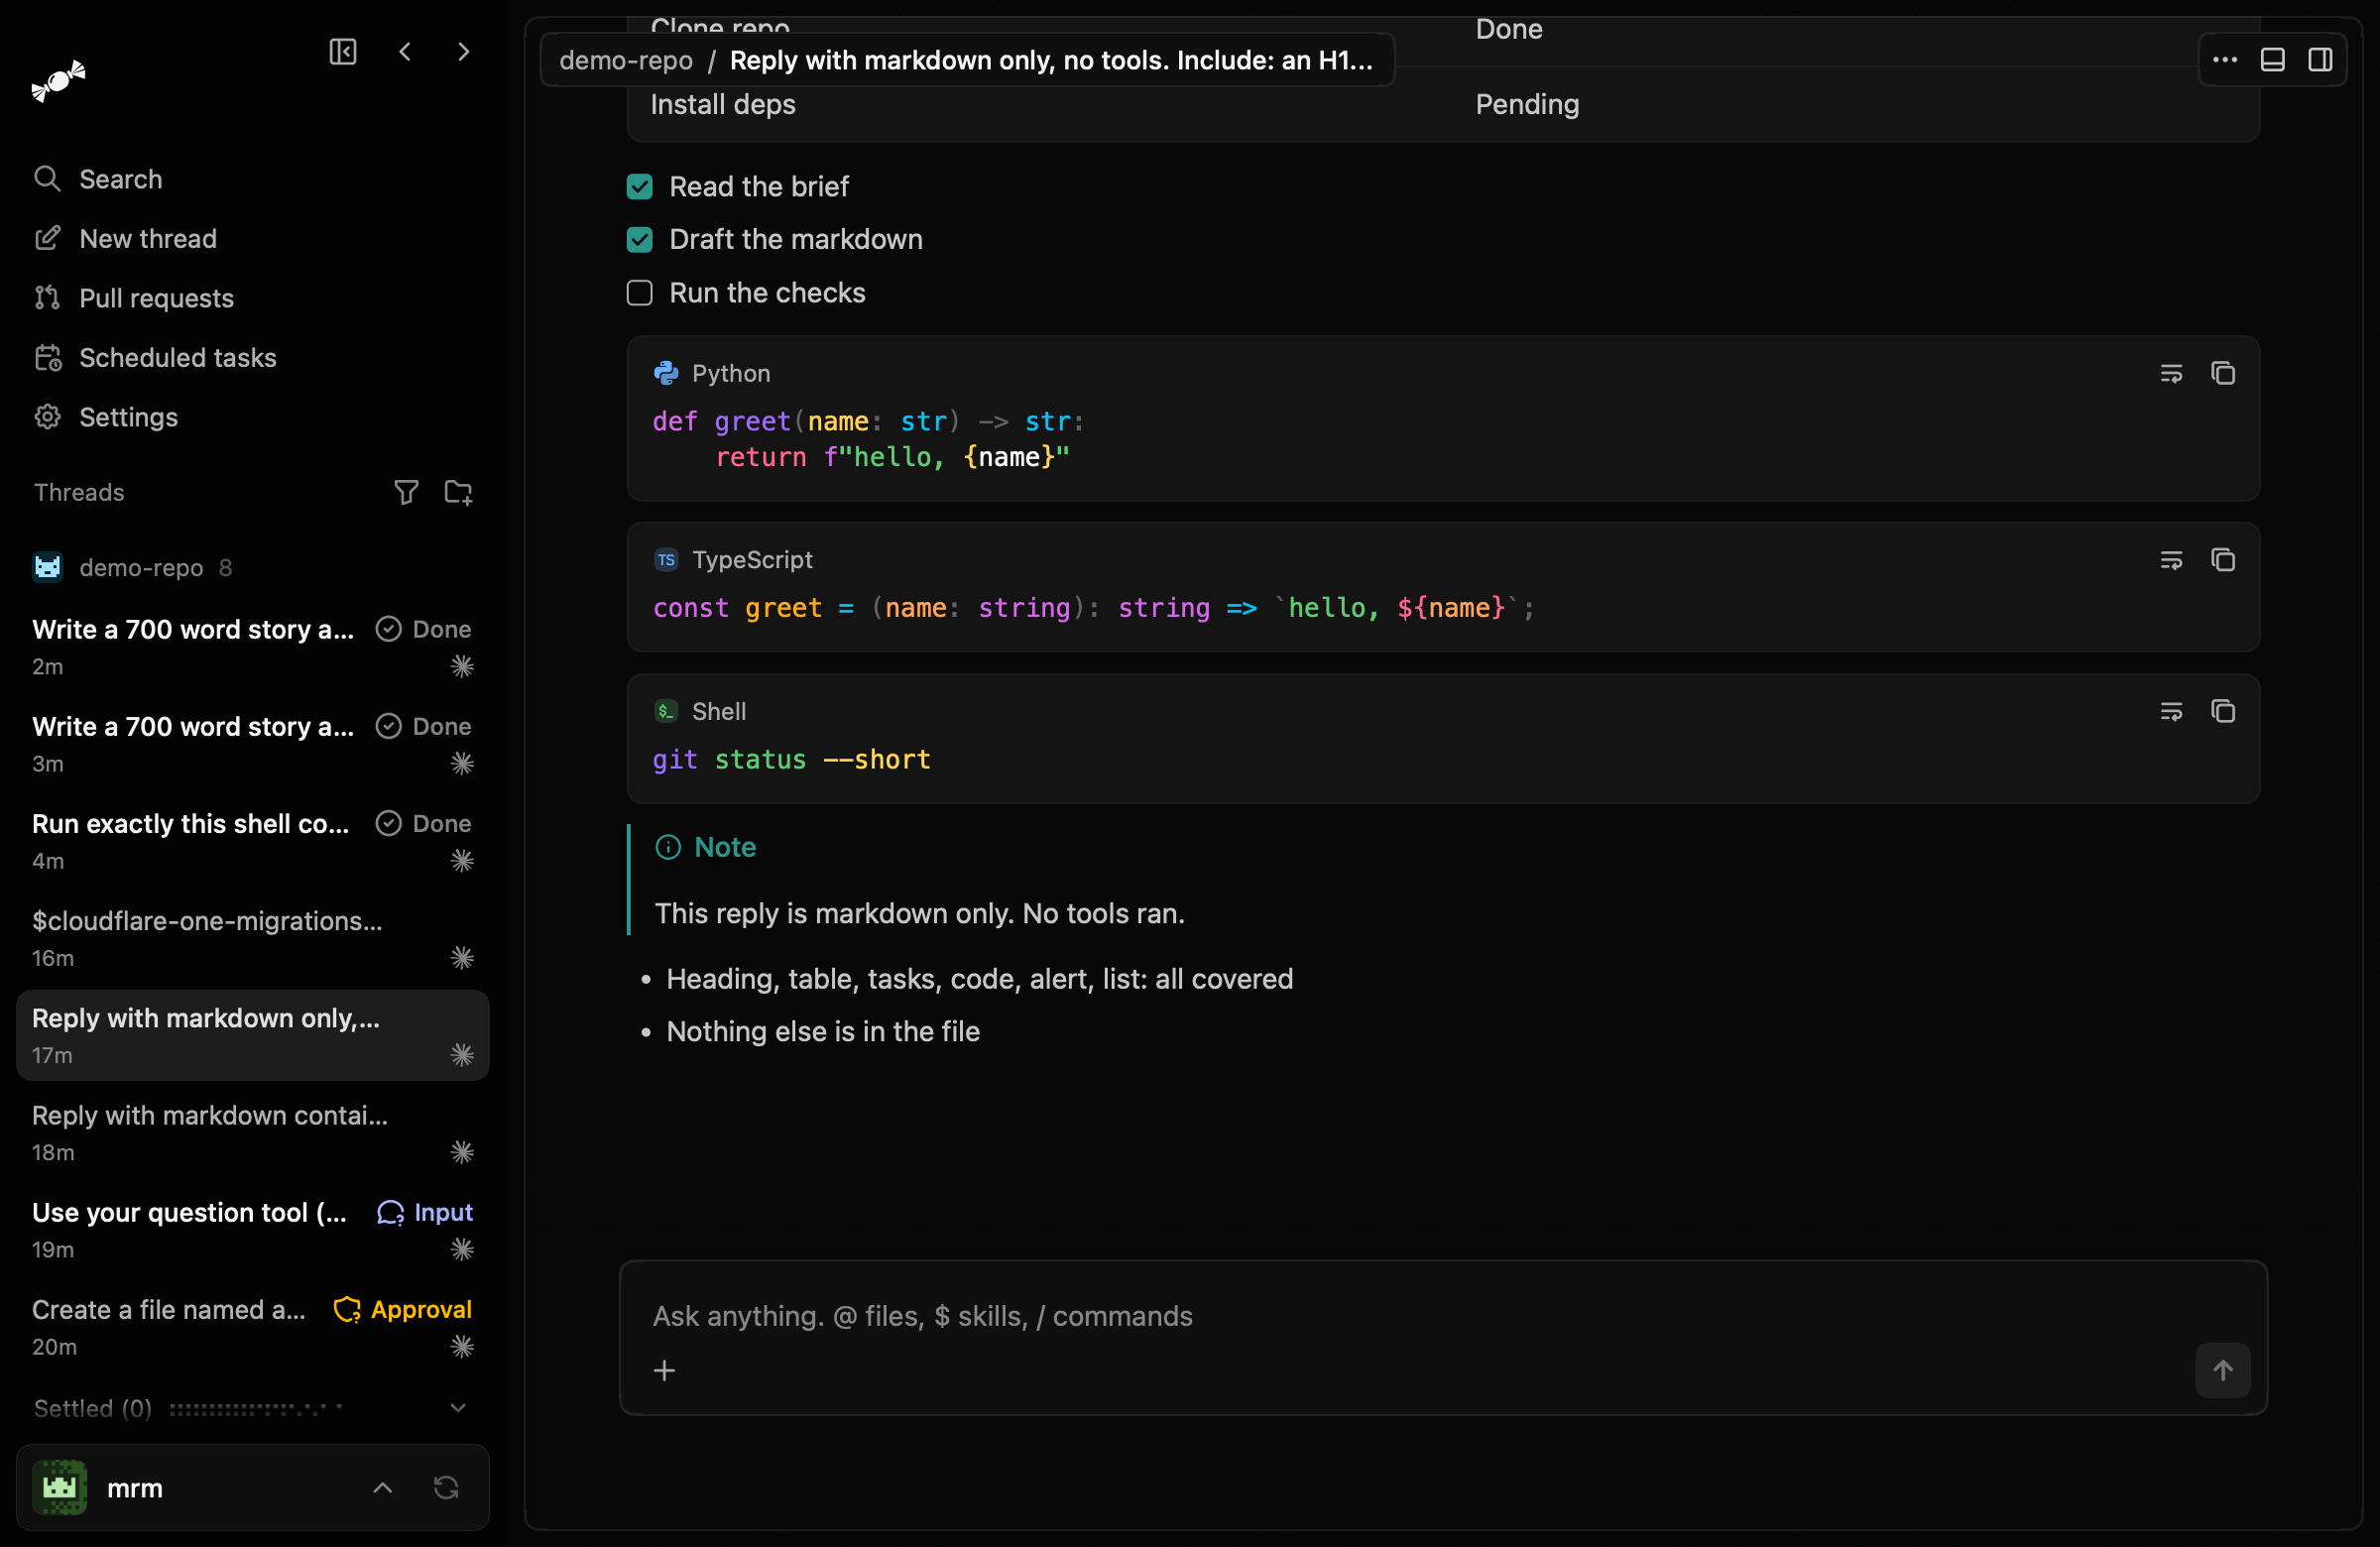 Search
New thread
Pull requests
Scheduled tasks
Settings
Threads
demo-repo 8
Write a 700 word story a... Done
2m
Write a 700 word story a... Done
3m
Run exactly this shell co... Done
4m
$cloudflare-one-migrations...
16m
Reply with markdown only,...
17m
Reply with markdown contai...
18m
Use your question tool (... Input
19m
Create a file named a... Approval
20m
Settled (0)
mrm
Clone repo Done
demo-repo / Reply with markdown only, no tools. Include: an H1...
Install deps Pending
Read the brief
Draft the markdown
Run the checks
Python
def greet(name: str) -> str:
    return f"hello, {name}"
TS TypeScript
const greet = (name: string): string => `hello, ${name}`;
$_ Shell
git status --short
Note
This reply is markdown only. No tools ran.
• Heading, table, tasks, code, alert, list: all covered
• Nothing else is in the file
Ask anything. @ files, $ skills, / commands